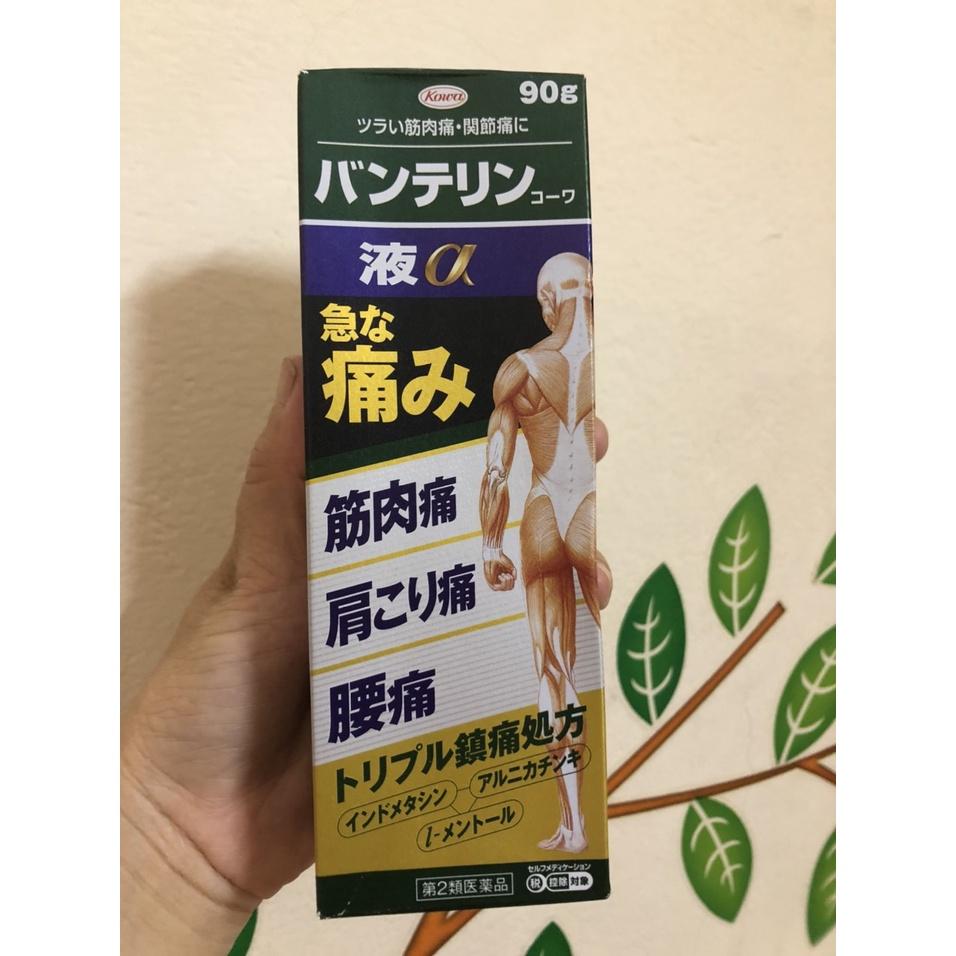 Kowa
90g
ツラい筋肉痛・関節痛に
バンテリンコーワ
液α
急な
痛み
筋肉痛
肩こり痛
腰痛
トリプル鎮痛処方
インドメタシン
アルニカチンキ
l-メントール
第2類医薬品
セルフメディケーション
税 控除 対象